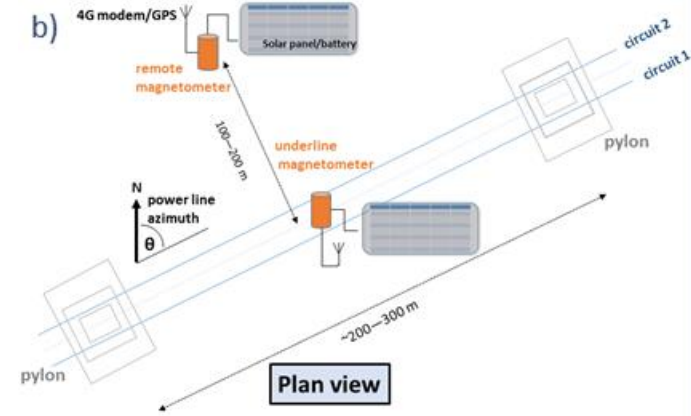 b)
4G modem/GPS
Solar panel/battery
remote
magnetometer
circuit 2
circuit 1
100—200 m
underline
magnetometer
pylon
N
power line
azimuth
θ
~200—300 m
pylon
Plan view